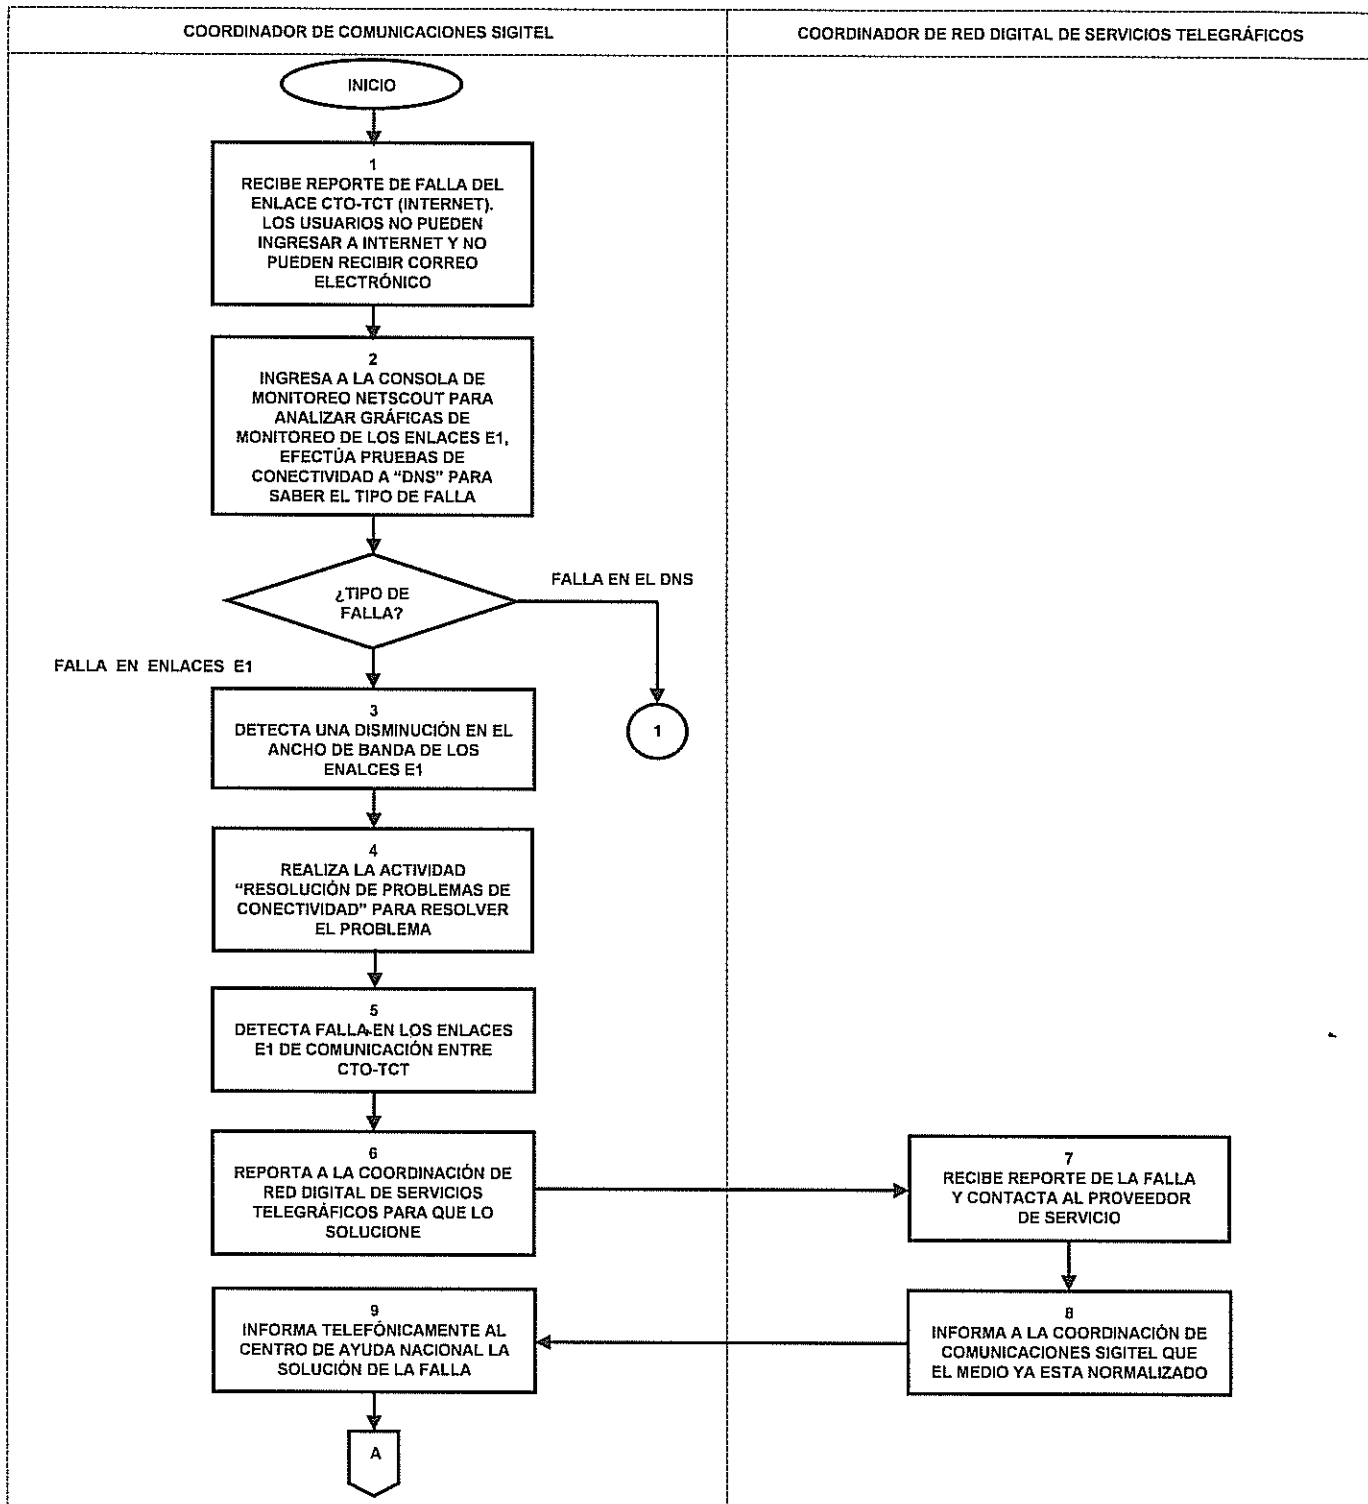 COORDINADOR DE COMUNICACIONES SIGITEL
COORDINADOR DE RED DIGITAL DE SERVICIOS TELEGRÁFICOS
INICIO
1
RECIBE REPORTE DE FALLA DEL
ENLACE CTO-TCT (INTERNET).
LOS USUARIOS NO PUEDEN
INGRESAR A INTERNET Y NO
PUEDEN RECIBIR CORREO
ELECTRÓNICO
2
INGRESA A LA CONSOLA DE
MONITOREO NETSCOUT PARA
ANALIZAR GRÁFICAS DE
MONITOREO DE LOS ENLACES E1,
EFECTÚA PRUEBAS DE
CONECTIVIDAD A “DNS” PARA
SABER EL TIPO DE FALLA
¿TIPO DE
FALLA?
FALLA EN EL DNS
1
FALLA EN ENLACES E1
3
DETECTA UNA DISMINUCIÓN EN EL
ANCHO DE BANDA DE LOS
ENALCES E1
4
REALIZA LA ACTIVIDAD
“RESOLUCIÓN DE PROBLEMAS DE
CONECTIVIDAD” PARA RESOLVER
EL PROBLEMA
5
DETECTA FALLA EN LOS ENLACES
E1 DE COMUNICACIÓN ENTRE
CTO-TCT
6
REPORTA A LA COORDINACIÓN DE
RED DIGITAL DE SERVICIOS
TELEGRÁFICOS PARA QUE LO
SOLUCIONE
7
RECIBE REPORTE DE LA FALLA
Y CONTACTA AL PROVEEDOR
DE SERVICIO
8
INFORMA A LA COORDINACIÓN DE
COMUNICACIONES SIGITEL QUE
EL MEDIO YA ESTA NORMALIZADO
9
INFORMA TELEFÓNICAMENTE AL
CENTRO DE AYUDA NACIONAL LA
SOLUCIÓN DE LA FALLA
A